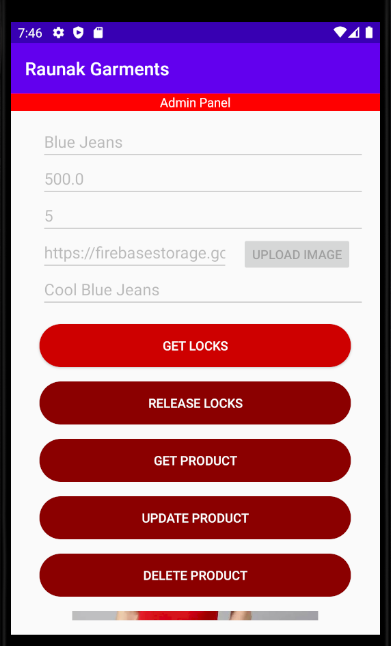 7:46
Raunak Garments
Admin Panel
Blue Jeans
500.0
5
https://firebasestorage.gc
UPLOAD IMAGE
Cool Blue Jeans
GET LOCKS
RELEASE LOCKS
GET PRODUCT
UPDATE PRODUCT
DELETE PRODUCT